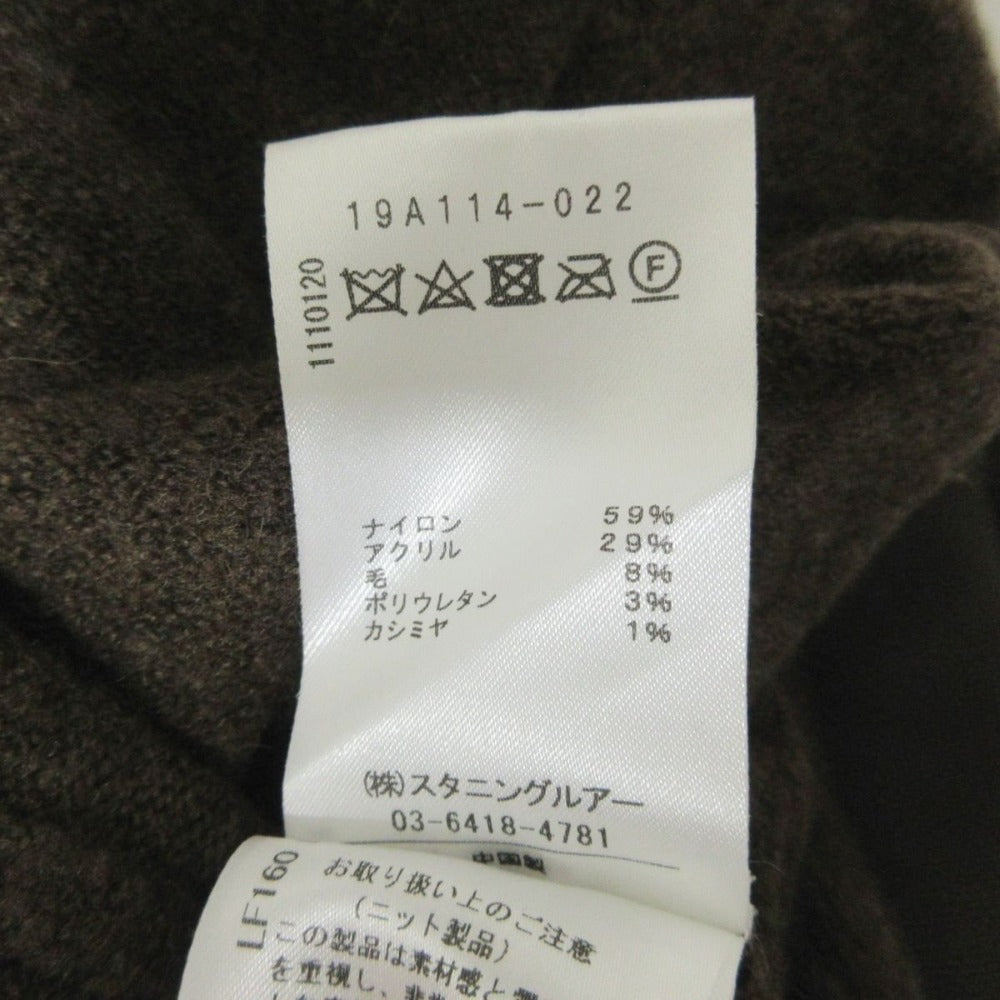 19A114-022
1110120
F
ナイロン 59%
アクリル 29%
毛 8%
ポリウレタン 3%
カシミヤ 1%
(株)スタニングルアー
03-6418-4781
中国製
LF160
お取り扱い上のご注意
(ニット製品)
この製品は素材感と
を重視し、非常